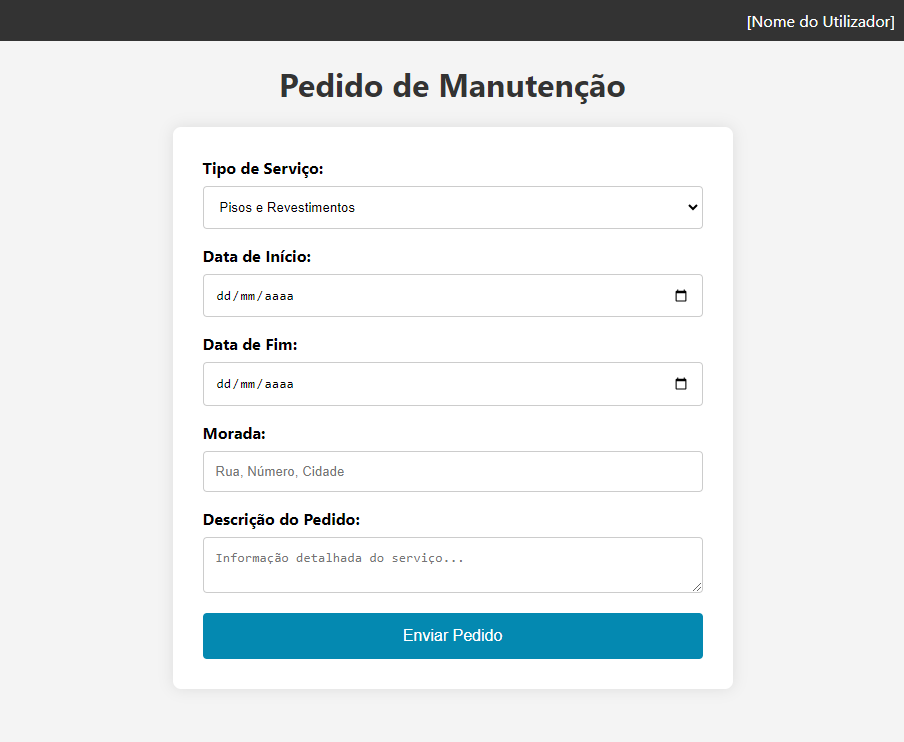 [Nome do Utilizador]
Pedido de Manutenção
Tipo de Serviço:
Pisos e Revestimentos
Data de Início:
dd/mm/aaaa
Data de Fim:
dd/mm/aaaa
Morada:
Rua, Número, Cidade
Descrição do Pedido:
Informação detalhada do serviço...
Enviar Pedido